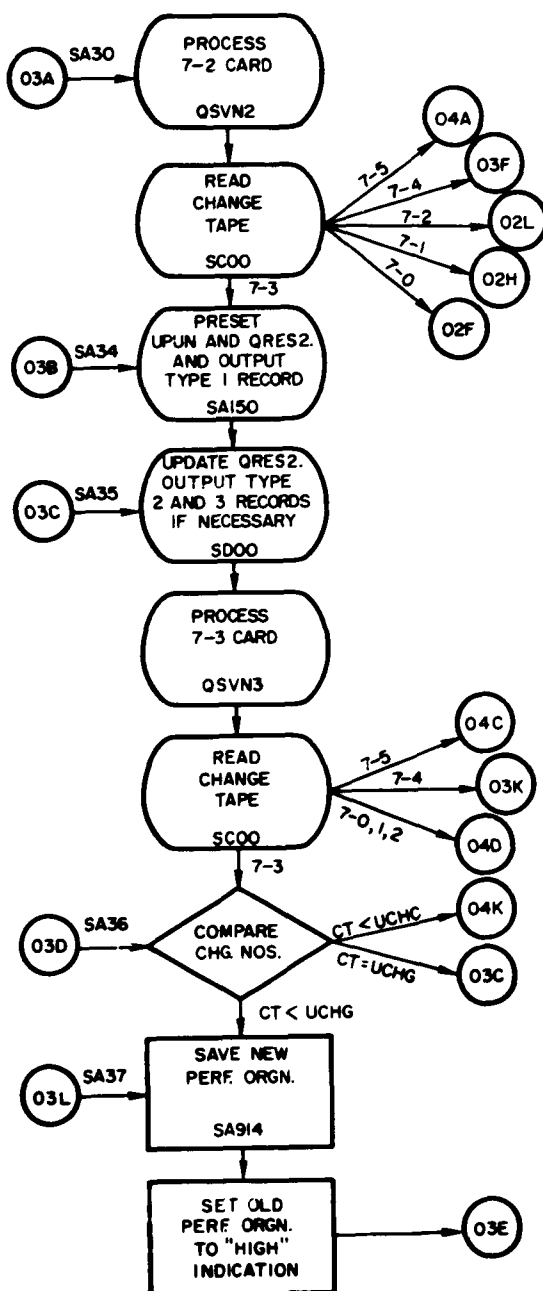 SA30
03A
PROCESS
7-2 CARD
QSVN2
READ
CHANGE
TAPE
SCOO
7-5
04A
7-4
03F
7-2
02L
7-1
02H
7-0
02F
7-3
SA34
03B
PRESET
UPUN AND QRES2.
AND OUTPUT
TYPE 1 RECORD
SA150
SA35
03C
UPDATE QRES2.
OUTPUT TYPE
2 AND 3 RECORDS
IF NECESSARY
SDOO
PROCESS
7-3 CARD
QSVN3
READ
CHANGE
TAPE
SCOO
7-5
04C
7-4
03K
7-0,1,2
04D
7-3
SA36
03D
COMPARE
CHG. NOS.
CT < UCHC
04K
CT = UCHG
03C
CT < UCHG
SA37
03L
SAVE NEW
PERF. ORGN.
SA914
SET OLD
PERF. ORGN.
TO "HIGH"
INDICATION
03E